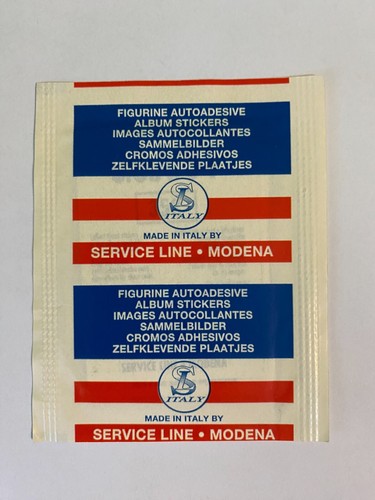 FIGURINE AUTOADESIVE
ALBUM STICKERS
IMAGES AUTOCOLLANTES
SAMMELBILDER
CROMOS ADHESIVOS
ZELFKLEVENDE PLAATJES
SL
ITALY
MADE IN ITALY BY
SERVICE LINE • MODENA
FIGURINE AUTOADESIVE
ALBUM STICKERS
IMAGES AUTOCOLLANTES
SAMMELBILDER
CROMOS ADHESIVOS
ZELFKLEVENDE PLAATJES
SL
ITALY
MADE IN ITALY BY
SERVICE LINE • MODENA